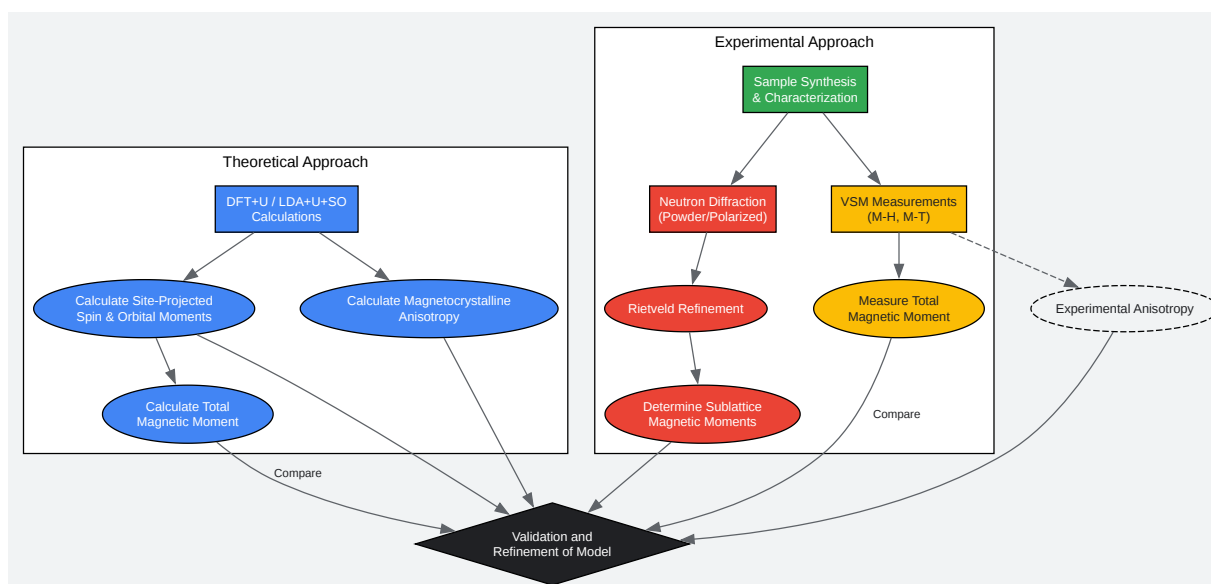 Experimental Approach
Sample Synthesis
& Characterization
Theoretical Approach
DFT+U / LDA+U+SO
Calculations
Neutron Diffraction
(Powder/Polarized)
VSM Measurements
(M-H, M-T)
Calculate Site-Projected
Spin & Orbital Moments
Calculate Magnetocrystalline
Anisotropy
Rietveld Refinement
Measure Total
Magnetic Moment
Experimental Anisotropy
Calculate Total
Magnetic Moment
Determine Sublattice
Magnetic Moments
Compare
Compare
Validation and
Refinement of Model